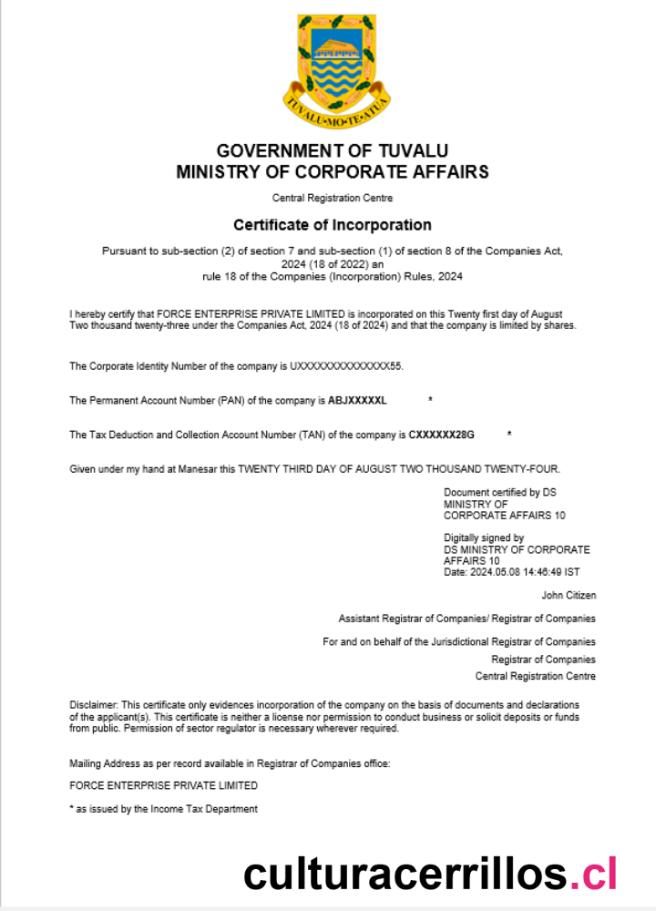 TUVALU•MO•TE•ATUA
GOVERNMENT OF TUVALU
MINISTRY OF CORPORATE AFFAIRS
Central Registration Centre
Certificate of Incorporation
Pursuant to sub-section (2) of section 7 and sub-section (1) of section 8 of the Companies Act,
2024 (18 of 2022) an
rule 18 of the Companies (Incorporation) Rules, 2024
I hereby certify that FORCE ENTERPRISE PRIVATE LIMITED is incorporated on this Twenty first day of August
Two thousand twenty-three under the Companies Act, 2024 (18 of 2024) and that the company is limited by shares.
The Corporate Identity Number of the company is UXXXXXXXXXXXXXX55.
The Permanent Account Number (PAN) of the company is ABJXXXXXL *
The Tax Deduction and Collection Account Number (TAN) of the company is CXXXXXX28G *
Given under my hand at Manesar this TWENTY THIRD DAY OF AUGUST TWO THOUSAND TWENTY-FOUR.
Document certified by DS
MINISTRY OF
CORPORATE AFFAIRS 10
Digitally signed by
DS MINISTRY OF CORPORATE
AFFAIRS 10
Date: 2024.05.08 14:46:49 IST
John Citizen
Assistant Registrar of Companies/ Registrar of Companies
For and on behalf of the Jurisdictional Registrar of Companies
Registrar of Companies
Central Registration Centre
Disclaimer: This certificate only evidences incorporation of the company on the basis of documents and declarations
of the applicant(s). This certificate is neither a license nor permission to conduct business or solicit deposits or funds
from public. Permission of sector regulator is necessary wherever required.
Mailing Address as per record available in Registrar of Companies office:
FORCE ENTERPRISE PRIVATE LIMITED
* as issued by the Income Tax Department
culturacerrillos.cl